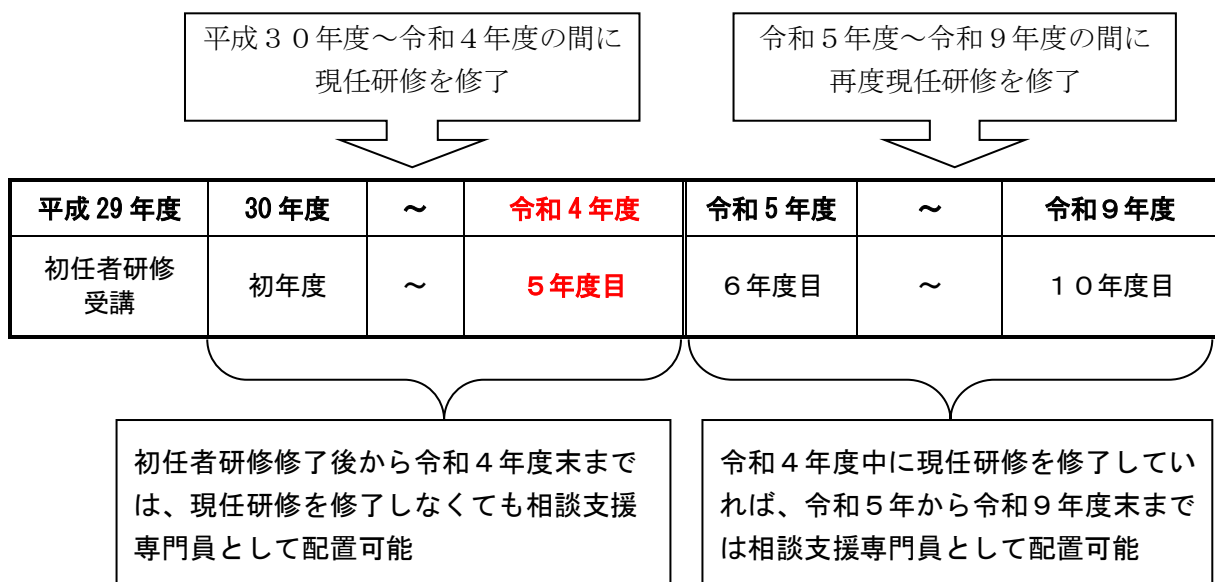 平成３０年度～令和４年度の間に
現任研修を修了
令和５年度～令和９年度の間に
再度現任研修を修了
平成 29 年度 30 年度 ～ 令和 4 年度 令和 5 年度 ～ 令和９年度
初任者研修
受講
初年度 ～ ５年度目 ６年度目 ～ １０年度目
初任者研修修了後から令和４年度末まで
は、現任研修を修了しなくても相談支援
専門員として配置可能
令和４年度中に現任研修を修了してい
れば、令和５年から令和９年度末まで
は相談支援専門員として配置可能